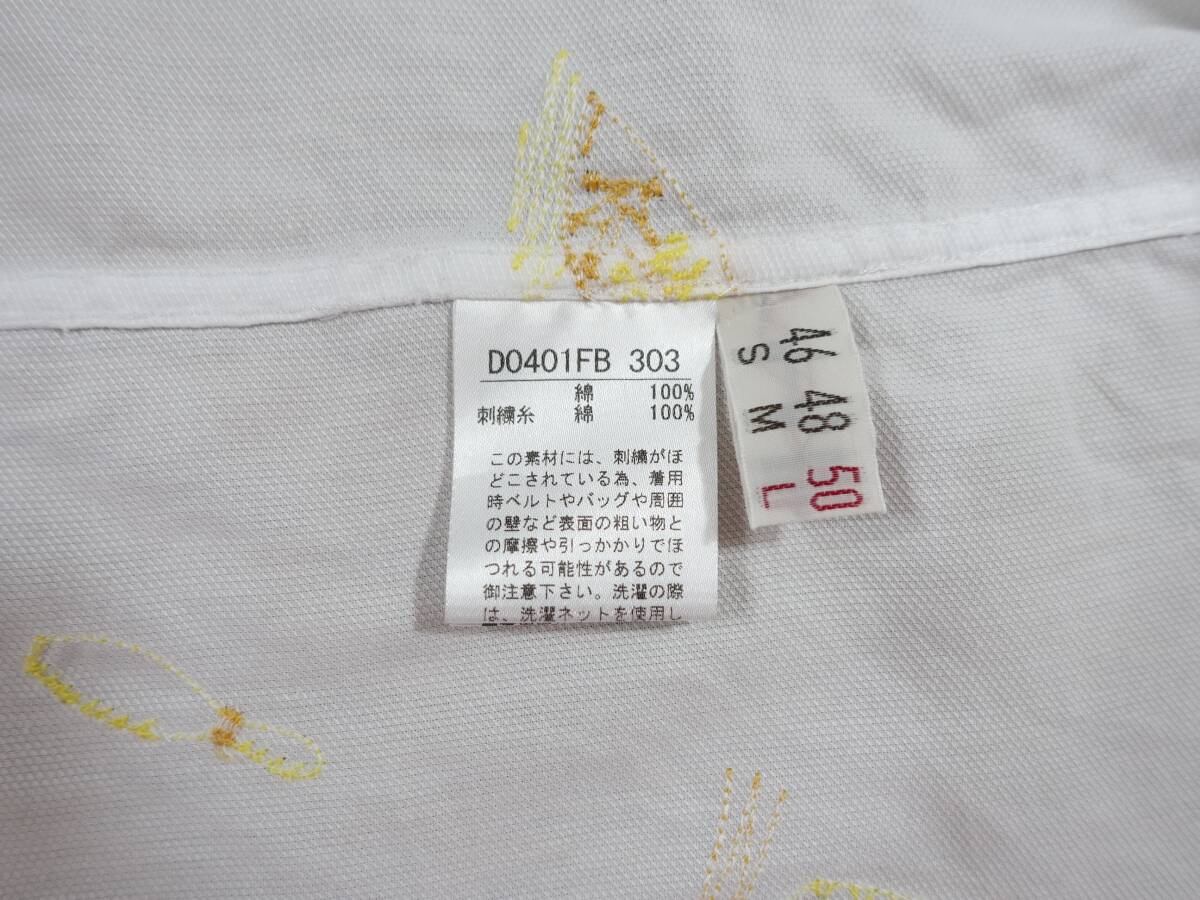 D0401FB 303
綿 100%
刺繍糸 綿 100%
この素材には、刺繍がほ
どこされている為、着用
時ベルトやバッグや周囲
の壁など表面の粗い物と
の摩擦や引っかかりでほ
つれる可能性があるので
御注意下さい。洗濯の際
は、洗濯ネットを使用し
46 48 50
S M L